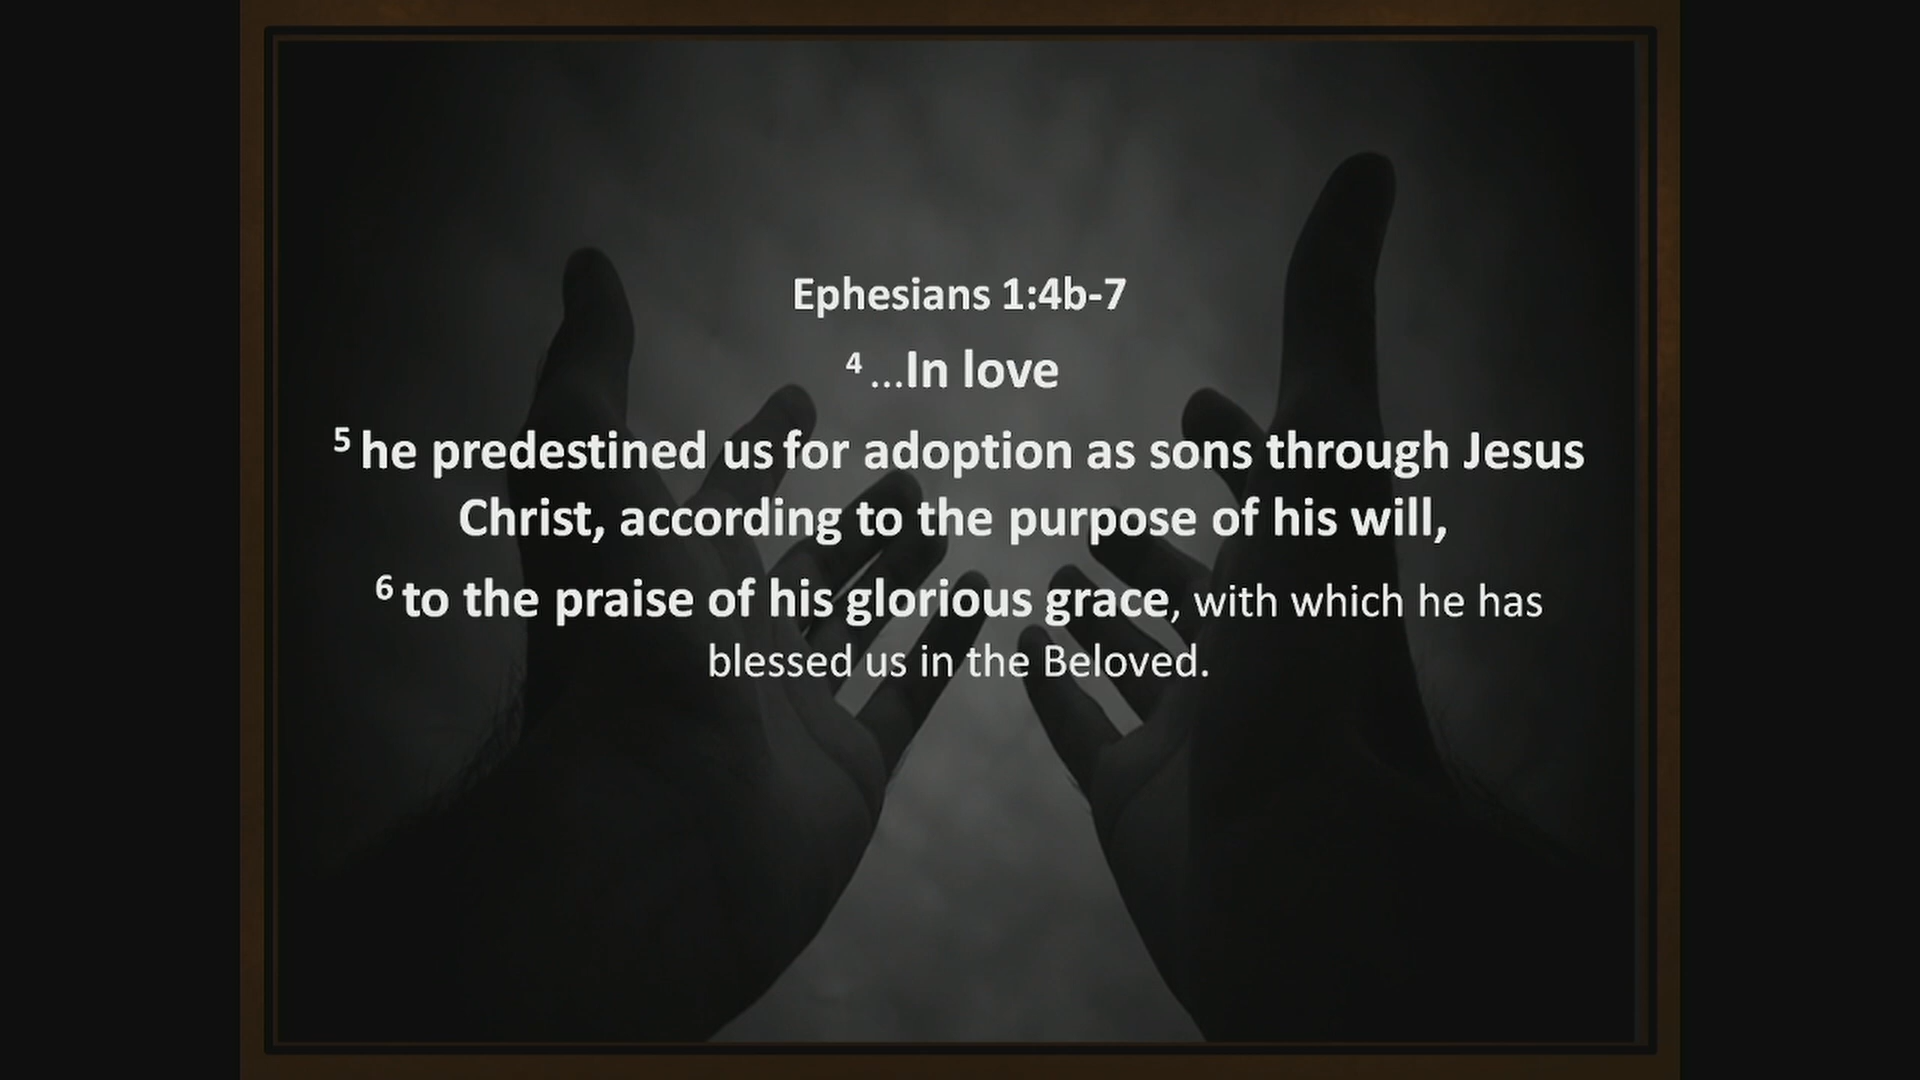 Ephesians 1:4b-7
4 ...In love
5 he predestined us for adoption as sons through Jesus
Christ, according to the purpose of his will,
6 to the praise of his glorious grace, with which he has
blessed us in the Beloved.